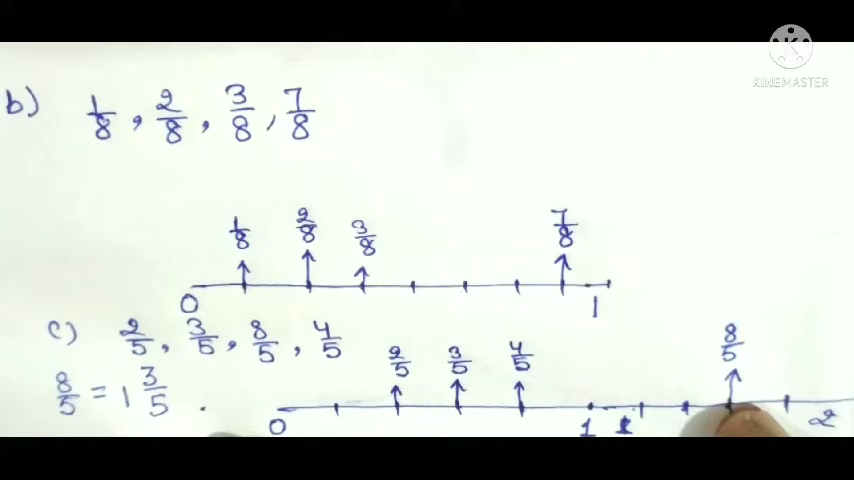 KINEMASTER
b) 1/8, 2/8, 3/8, 7/8
1/8 2/8 3/8 7/8
0 1
c) 2/5, 3/5, 8/5, 4/5
8/5 = 1 3/5
2/5 3/5 4/5 8/5
0 1 2